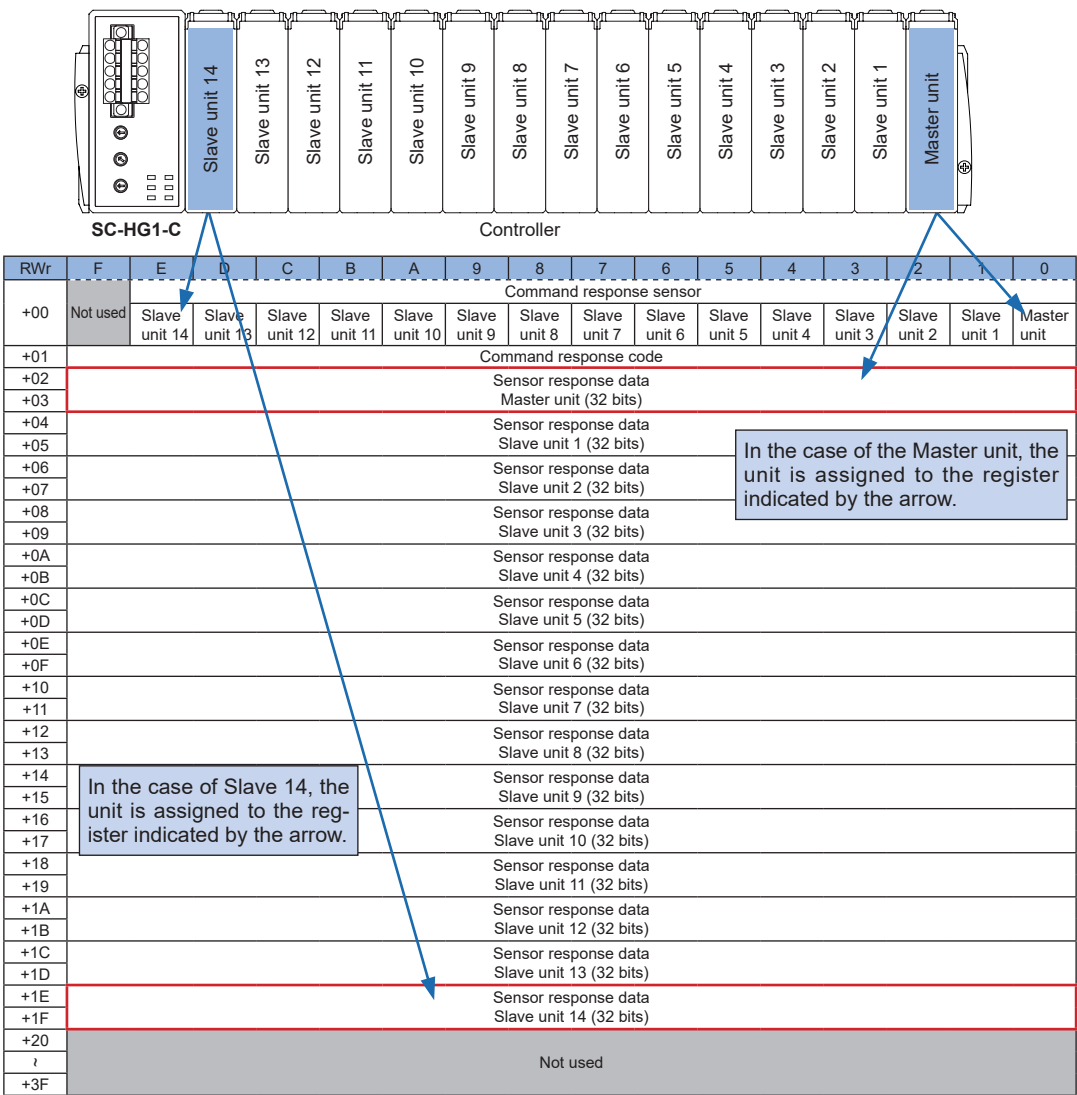 Slave unit 14
Slave unit 13
Slave unit 12
Slave unit 11
Slave unit 10
Slave unit 9
Slave unit 8
Slave unit 7
Slave unit 6
Slave unit 5
Slave unit 4
Slave unit 3
Slave unit 2
Slave unit 1
Master unit
SC-HG1-C
Controller
RWr F E D C B A 9 8 7 6 5 4 3 2 1 0
Command response sensor
+00 Not used Slave unit 14 Slave unit 13 Slave unit 12 Slave unit 11 Slave unit 10 Slave unit 9 Slave unit 8 Slave unit 7 Slave unit 6 Slave unit 5 Slave unit 4 Slave unit 3 Slave unit 2 Slave unit 1 Master unit
+01 Command response code
+02 Sensor response data
+03 Master unit (32 bits)
+04 Sensor response data
+05 Slave unit 1 (32 bits)
In the case of the Master unit, the
unit is assigned to the register
indicated by the arrow.
+06 Sensor response data
+07 Slave unit 2 (32 bits)
+08 Sensor response data
+09 Slave unit 3 (32 bits)
+0A Sensor response data
+0B Slave unit 4 (32 bits)
+0C Sensor response data
+0D Slave unit 5 (32 bits)
+0E Sensor response data
+0F Slave unit 6 (32 bits)
+10 Sensor response data
+11 Slave unit 7 (32 bits)
+12 Sensor response data
+13 Slave unit 8 (32 bits)
+14 Sensor response data
+15 Slave unit 9 (32 bits)
In the case of Slave 14, the
unit is assigned to the reg-
ister indicated by the arrow.
+16 Sensor response data
+17 Slave unit 10 (32 bits)
+18 Sensor response data
+19 Slave unit 11 (32 bits)
+1A Sensor response data
+1B Slave unit 12 (32 bits)
+1C Sensor response data
+1D Slave unit 13 (32 bits)
+1E Sensor response data
+1F Slave unit 14 (32 bits)
+20
~ Not used
+3F